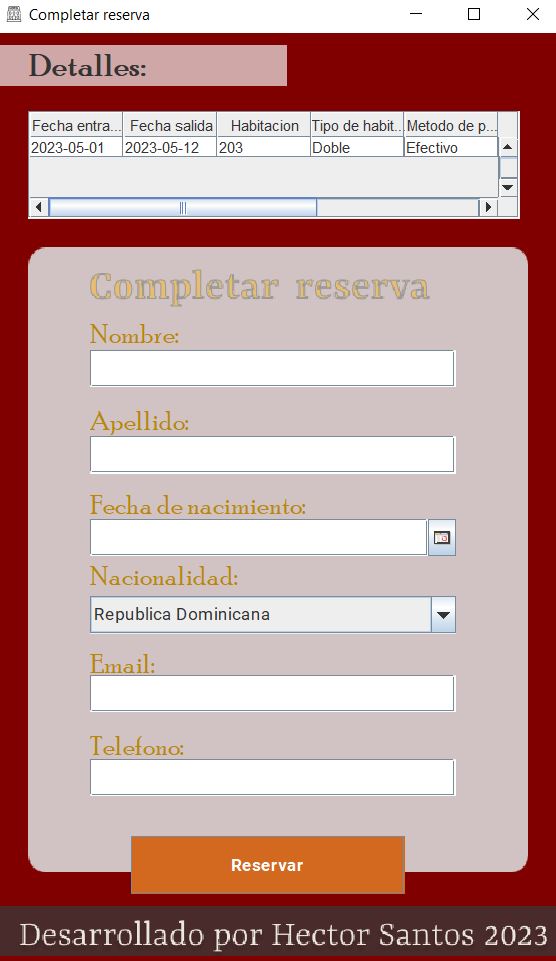 Completar reserva
Detalles:
Fecha entra... Fecha salida Habitacion Tipo de habit... Metodo de p...
2023-05-01 2023-05-12 203 Doble Efectivo
Completar reserva
Nombre:
Apellido:
Fecha de nacimiento:
Nacionalidad:
Republica Dominicana
Email:
Telefono:
Reservar
Desarrollado por Hector Santos 2023